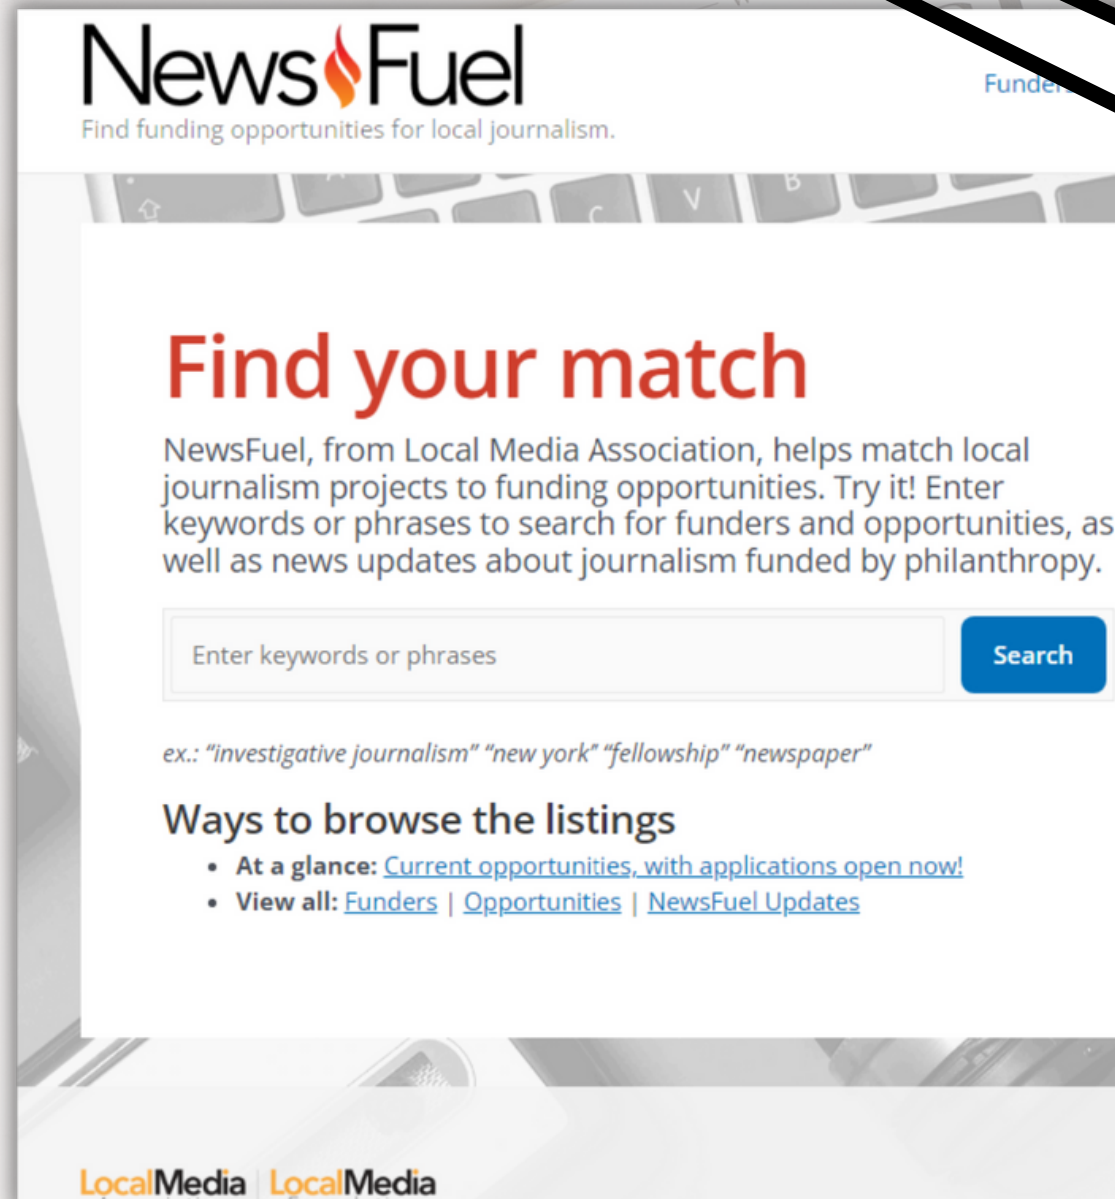 News Fuel
Find funding opportunities for local journalism.
Find your match
NewsFuel, from Local Media Association, helps match local
journalism projects to funding opportunities. Try it! Enter
keywords or phrases to search for funders and opportunities, as
well as news updates about journalism funded by philanthropy.
Enter keywords or phrases
Search
ex.: “investigative journalism” “new york” “fellowship” “newspaper”
Ways to browse the listings
• At a glance: Current opportunities, with applications open now!
• View all: Funders | Opportunities | NewsFuel Updates
LocalMedia | LocalMedia